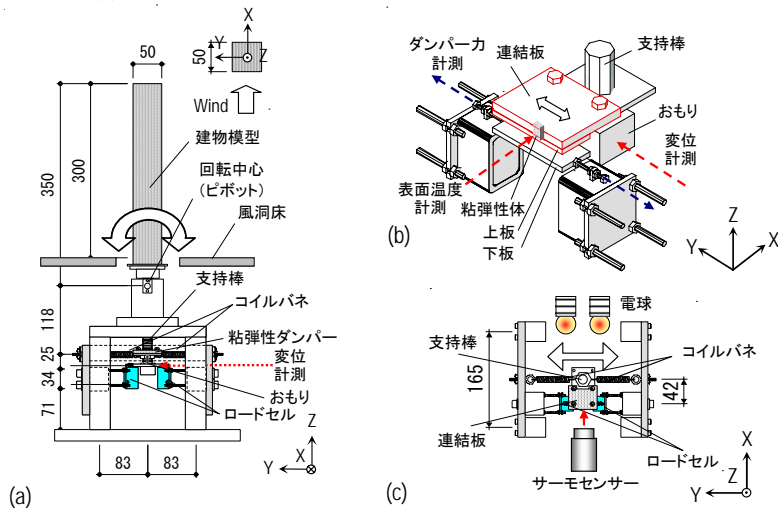 X
50
Y
Z
50
Wind
建物模型
回転中心
(ピボット)
風洞床
350
300
支持棒
コイルバネ
粘弾性ダンパー
変位
計測
おもり
ロードセル
118
25
34
71
83
83
Z
X
Y
(a)
ダンパー力
計測
連結板
支持棒
おもり
変位
計測
表面温度
計測
粘弾性体
上板
下板
Z
Y
X
(b)
電球
支持棒
コイルバネ
165
42
連結板
ロードセル
サーモセンサー
X
Z
Y
(c)